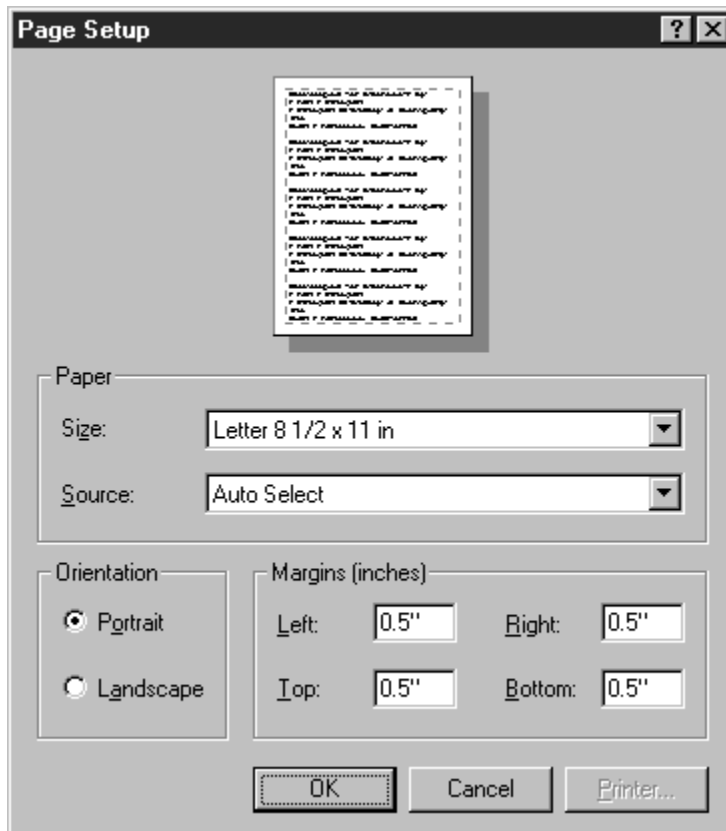 Page Setup
Paper
Size: Letter 8 1/2 x 11 in
Source: Auto Select
Orientation
Portrait
Landscape
Margins (inches)
Left: 0.5" Right: 0.5"
Top: 0.5" Bottom: 0.5"
OK Cancel Printer...